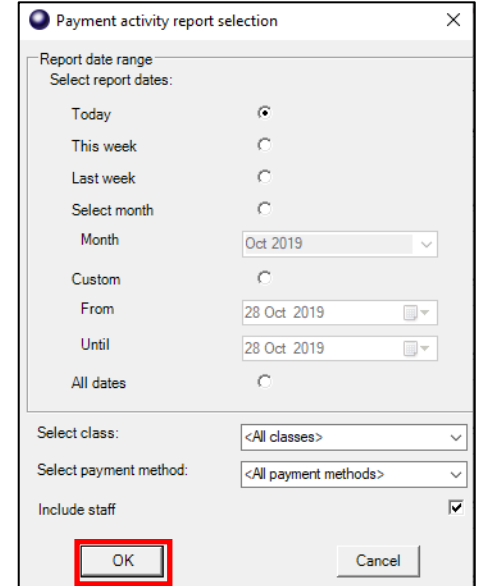 Payment activity report selection
Report date range
Select report dates:
Today
This week
Last week
Select month
Month Oct 2019
Custom
From 28 Oct 2019
Until 28 Oct 2019
All dates
Select class: <All classes>
Select payment method: <All payment methods>
Include staff
OK Cancel